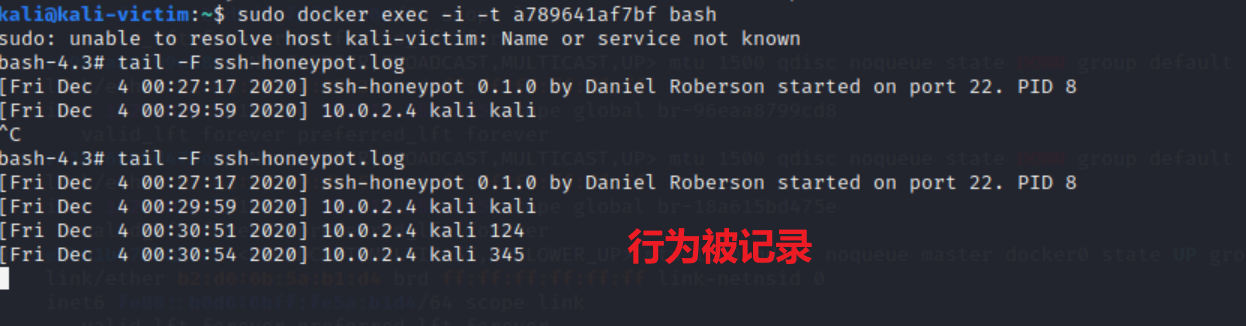 kali@kali-victim:~$ sudo docker exec -i -t a789641af7bf bash
sudo: unable to resolve host kali-victim: Name or service not known
bash-4.3# tail -F ssh-honeypot.log
[Fri Dec  4 00:27:17 2020] ssh-honeypot 0.1.0 by Daniel Roberson started on port 22. PID 8
[Fri Dec  4 00:29:59 2020] 10.0.2.4 kali kali
^C
bash-4.3# tail -F ssh-honeypot.log
[Fri Dec  4 00:27:17 2020] ssh-honeypot 0.1.0 by Daniel Roberson started on port 22. PID 8
[Fri Dec  4 00:29:59 2020] 10.0.2.4 kali kali
[Fri Dec  4 00:30:51 2020] 10.0.2.4 kali 124
[Fri Dec  4 00:30:54 2020] 10.0.2.4 kali 345
行为被记录